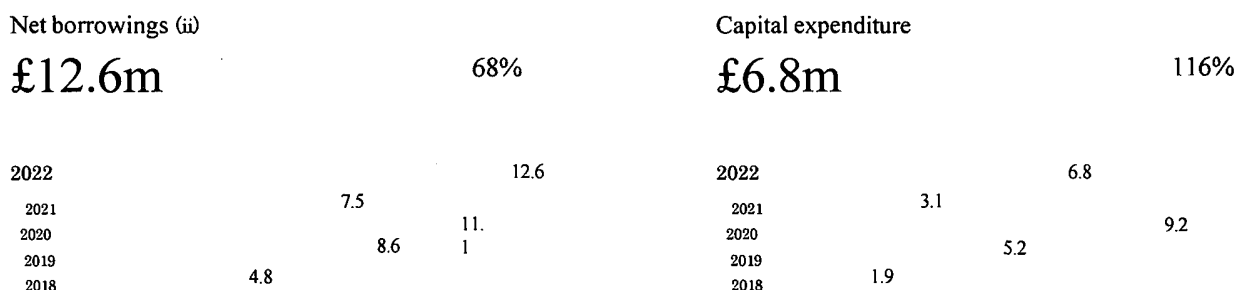 Net borrowings (ii)
£12.6m 68%
2022 12.6
2021 7.5
2020 11.1
2019 8.6
2018 4.8
Capital expenditure
£6.8m 116%
2022 6.8
2021 3.1
2020 9.2
2019 5.2
2018 1.9